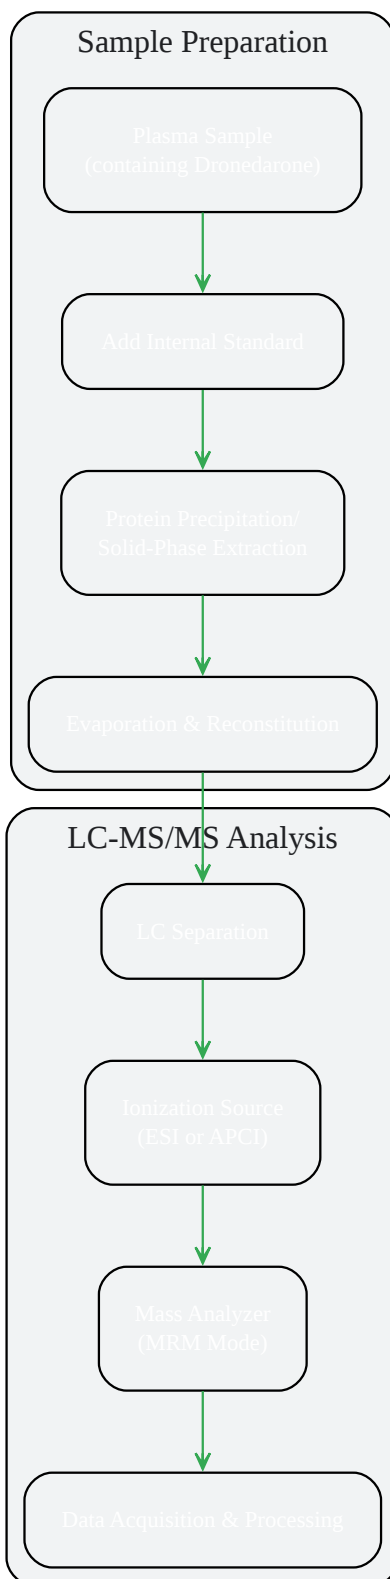 Sample Preparation
Plasma Sample
(containing Dronedarone)
Add Internal Standard
Protein Precipitation/
Solid-Phase Extraction
Evaporation & Reconstitution
LC-MS/MS Analysis
LC Separation
Ionization Source
(ESI or APCI)
Mass Analyzer
(MRM Mode)
Data Acquisition & Processing